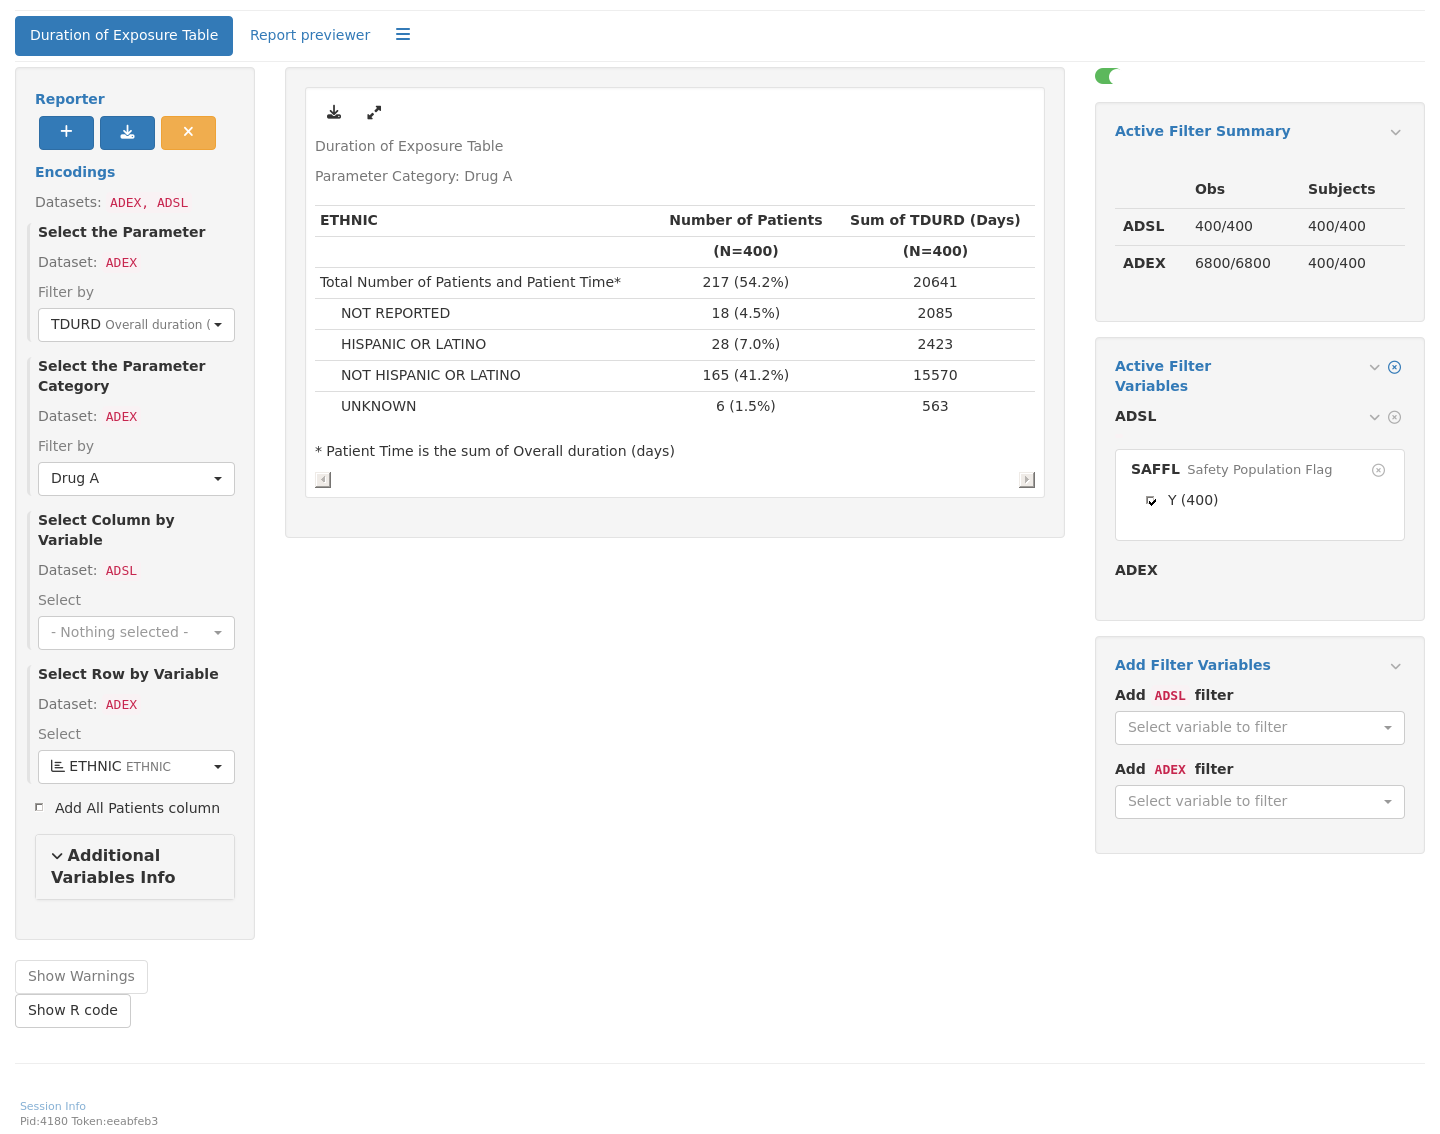 Duration of Exposure Table
Report previewer
Reporter
Encodings
Datasets: ADEX, ADSL
Select the Parameter
Dataset: ADEX
Filter by
TDURD Overall duration (
Select the Parameter
Category
Dataset: ADEX
Filter by
Drug A
Select Column by
Variable
Dataset: ADSL
Select
- Nothing selected -
Select Row by Variable
Dataset: ADEX
Select
ETHNIC ETHNIC
Add All Patients column
Additional
Variables Info
Show Warnings
Show R code
Duration of Exposure Table
Parameter Category: Drug A
ETHNIC Number of Patients Sum of TDURD (Days)
(N=400) (N=400)
Total Number of Patients and Patient Time* 217 (54.2%) 20641
NOT REPORTED 18 (4.5%) 2085
HISPANIC OR LATINO 28 (7.0%) 2423
NOT HISPANIC OR LATINO 165 (41.2%) 15570
UNKNOWN 6 (1.5%) 563
* Patient Time is the sum of Overall duration (days)
Active Filter Summary
Obs Subjects
ADSL 400/400 400/400
ADEX 6800/6800 400/400
Active Filter
Variables
ADSL
SAFFL Safety Population Flag
Y (400)
ADEX
Add Filter Variables
Add ADSL filter
Select variable to filter
Add ADEX filter
Select variable to filter
Session Info
Pid:4180 Token:eeabfeb3